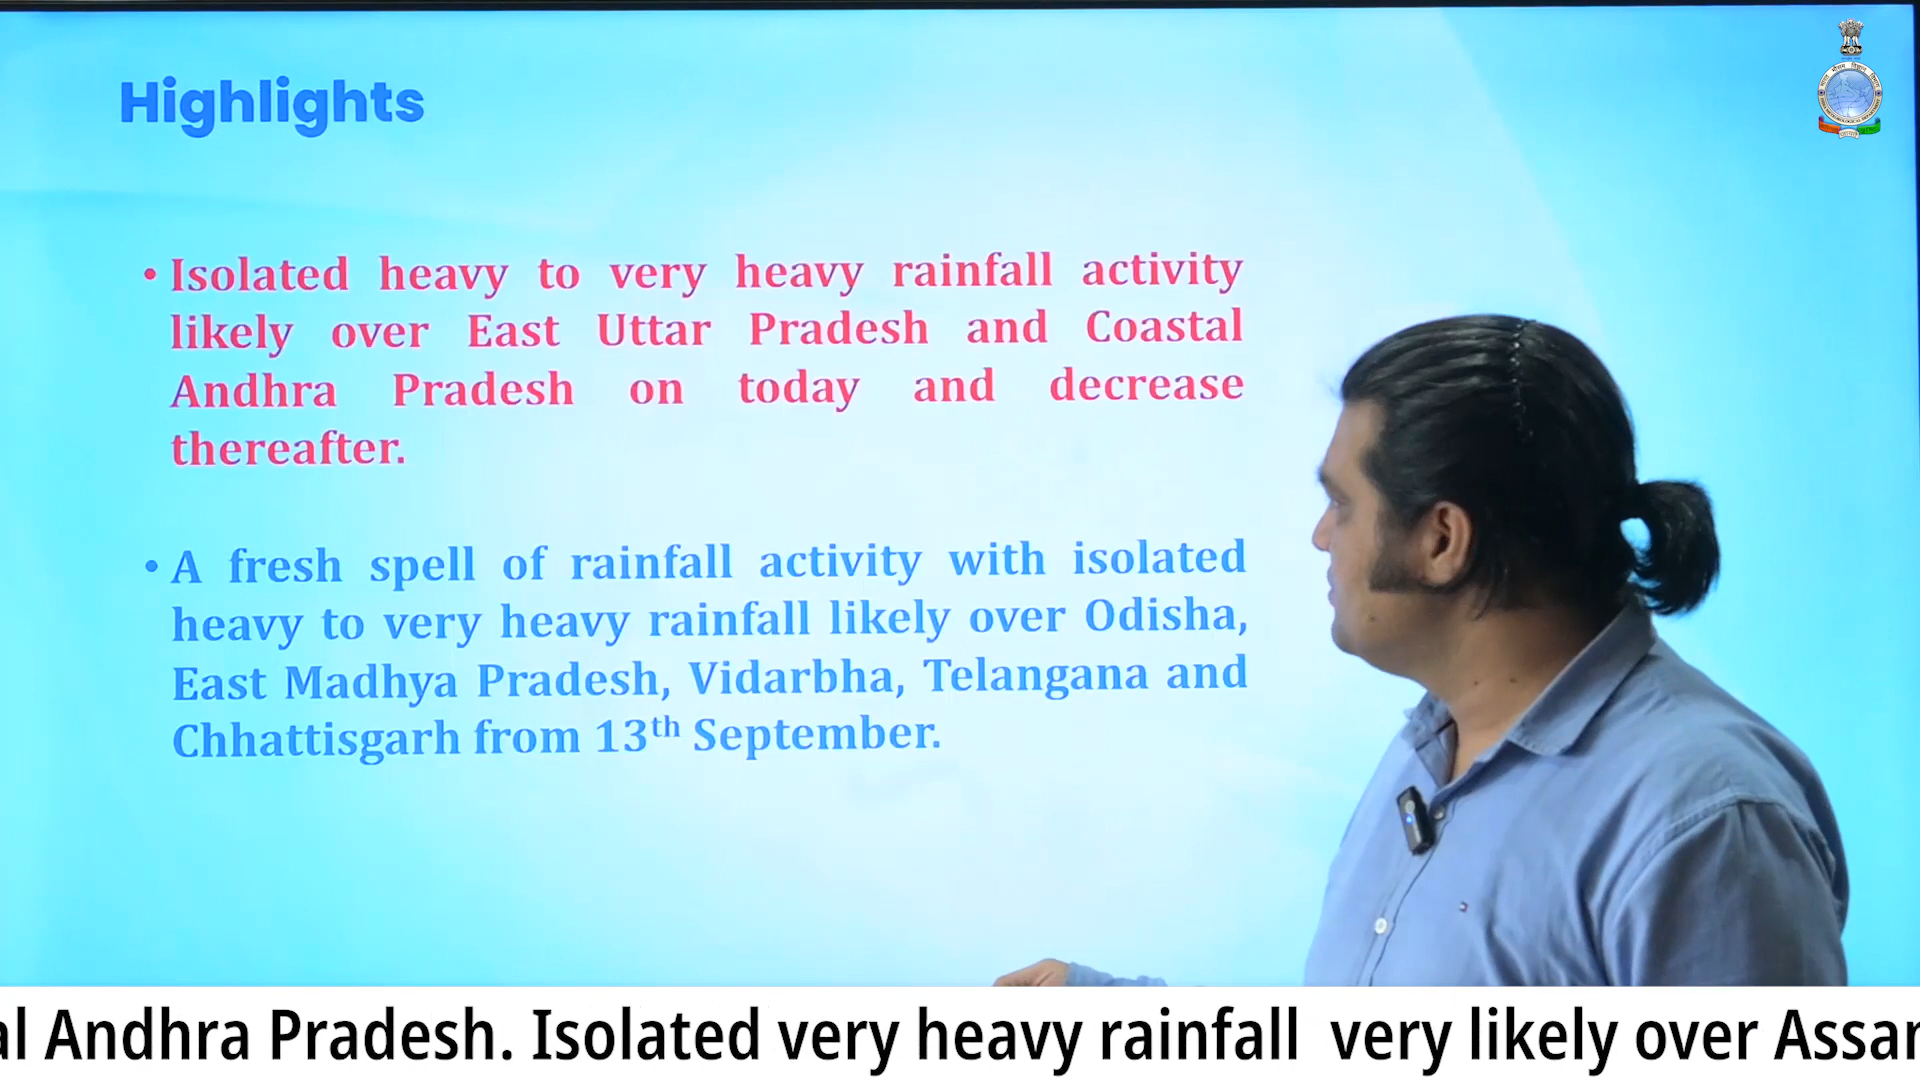 Highlights
• Isolated heavy to very heavy rainfall activity
likely over East Uttar Pradesh and Coastal
Andhra Pradesh on today and decrease
thereafter.
• A fresh spell of rainfall activity with isolated
heavy to very heavy rainfall likely over Odisha,
East Madhya Pradesh, Vidarbha, Telangana and
Chhattisgarh from 13th September.
al Andhra Pradesh. Isolated very heavy rainfall very likely over Assam